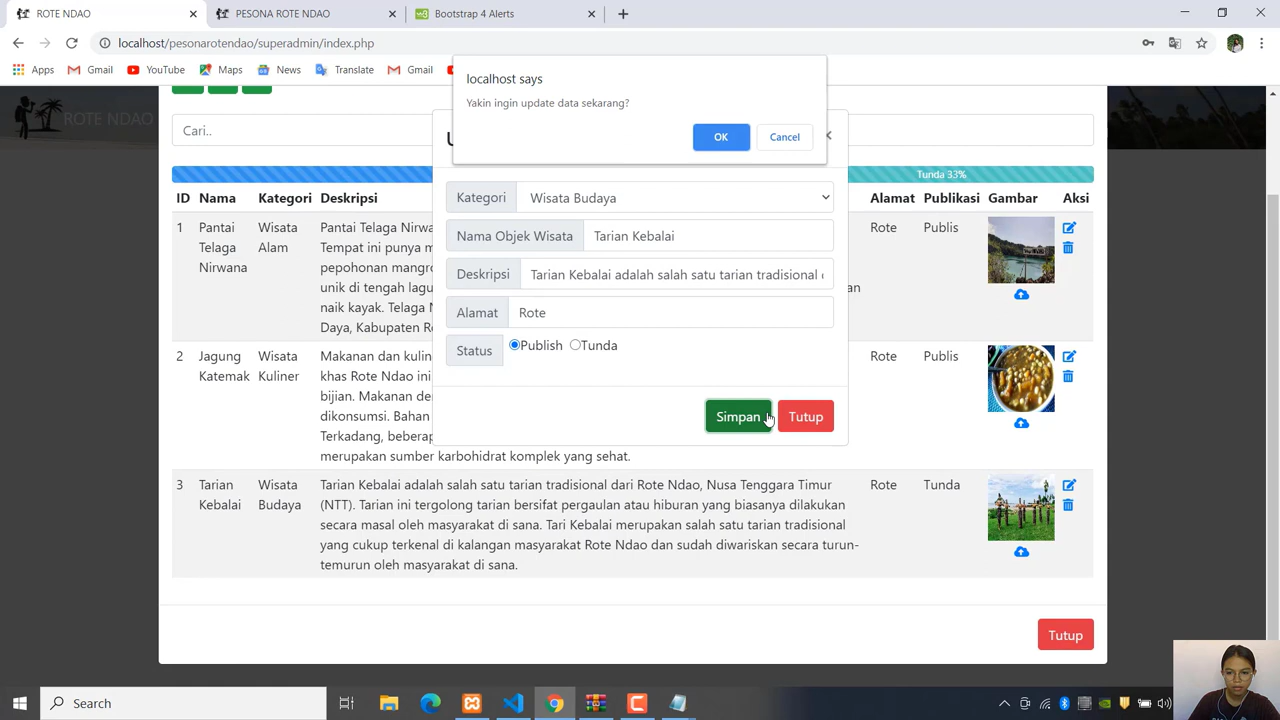 ROTE NDAO
PESONA ROTE NDAO
Bootstrap 4 Alerts
localhost/pesonarotendao/superadmin/index.php
Apps
Gmail
YouTube
Maps
News
Translate
Gmail
localhost says
Yakin ingin update data sekarang?
OK
Cancel
ROTE NDAO
Cari..
Tunda 33%
ID Nama Kategori Deskripsi Alamat Publikasi Gambar Aksi
Kategori Wisata Budaya
Nama Objek Wisata Tarian Kebalai
Deskripsi Tarian Kebalai adalah salah satu tarian tradisional
Alamat Rote
Status Publish Tunda
Simpan Tutup
1 Pantai Telaga Nirwana
Wisata Alam
Pantai Telaga Nirwa
Tempat ini punya m
pepohonan mangro
unik di tengah lagu
naik kayak. Telaga M
Daya, Kabupaten Ro
an
Rote Publis
2 Jagung Katemak
Wisata Kuliner
Makanan dan kulin
khas Rote Ndao ini
bijian. Makanan de
dikonsumsi. Bahan
Terkadang, beberap
merupakan sumber karbohidrat komplek yang sehat.
Rote Publis
3 Tarian Kebalai
Wisata Budaya
Tarian Kebalai adalah salah satu tarian tradisional dari Rote Ndao, Nusa Tenggara Timur
(NTT). Tarian ini tergolong tarian bersifat pergaulan atau hiburan yang biasanya dilakukan
secara masal oleh masyarakat di sana. Tari Kebalai merupakan salah satu tarian tradisional
yang cukup terkenal di kalangan masyarakat Rote Ndao dan sudah diwariskan secara turun-
temurun oleh masyarakat di sana.
Rote Tunda
Tutup
Search